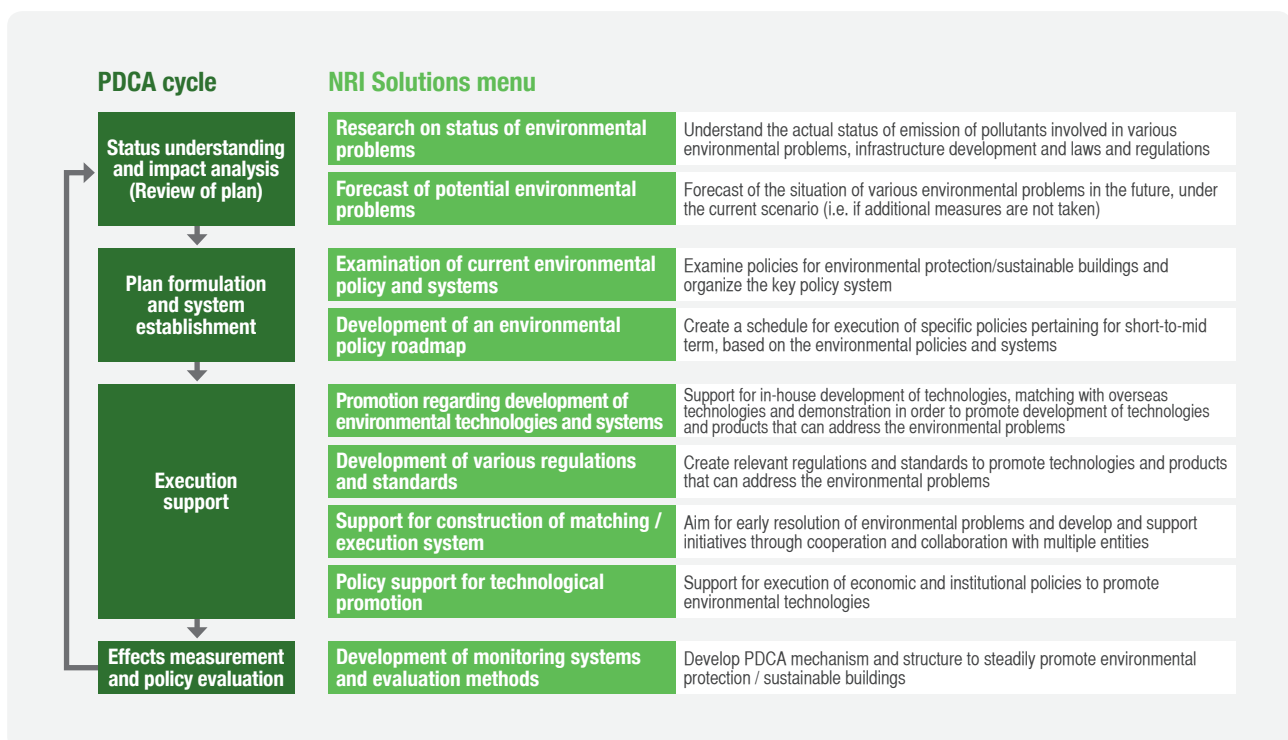 PDCA cycle
NRI Solutions menu
Status understanding
and impact analysis
(Review of plan)
Research on status of environmental
problems
Understand the actual status of emission of pollutants involved in various
environmental problems, infrastructure development and laws and regulations
Forecast of potential environmental
problems
Forecast of the situation of various environmental problems in the future, under
the current scenario (i.e. if additional measures are not taken)
Plan formulation
and system
establishment
Examination of current environmental
policy and systems
Examine policies for environmental protection/sustainable buildings and
organize the key policy system
Development of an environmental
policy roadmap
Create a schedule for execution of specific policies pertaining for short-to-mid
term, based on the environmental policies and systems
Execution
support
Promotion regarding development of
environmental technologies and systems
Support for in-house development of technologies, matching with overseas
technologies and demonstration in order to promote development of technologies
and products that can address the environmental problems
Development of various regulations
and standards
Create relevant regulations and standards to promote technologies and products
that can address the environmental problems
Support for construction of matching /
execution system
Aim for early resolution of environmental problems and develop and support
initiatives through cooperation and collaboration with multiple entities
Policy support for technological
promotion
Support for execution of economic and institutional policies to promote
environmental technologies
Effects measurement
and policy evaluation
Development of monitoring systems
and evaluation methods
Develop PDCA mechanism and structure to steadily promote environmental
protection / sustainable buildings